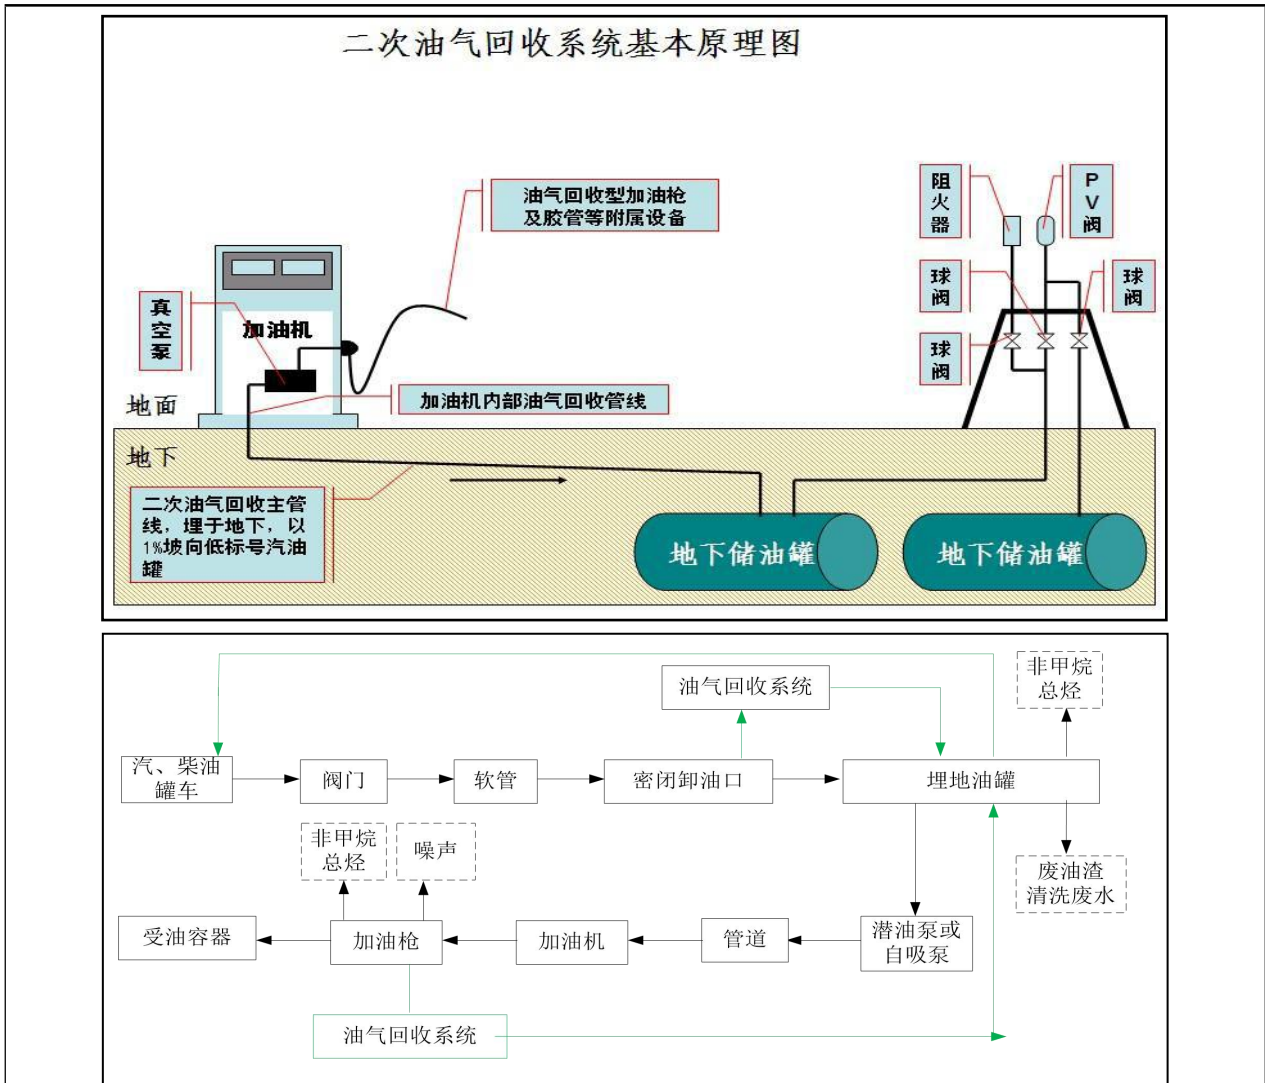 二次油气回收系统基本原理图
油气回收型加油枪
及胶管等附属设备
阻
火
器
P
V
阀
真
空
泵
加油机
球
阀
球
阀
球
阀
加油机内部油气回收管线
地面
地下
二次油气回收主管
线，埋于地下，以
1%坡向低标号汽油
罐
地下储油罐
地下储油罐
油气回收系统
非甲烷
总烃
汽、柴油
罐车
阀门
软管
密闭卸油口
埋地油罐
非甲烷
总烃
噪声
废油渣
清洗废水
受油容器
加油枪
加油机
管道
潜油泵或
自吸泵
油气回收系统